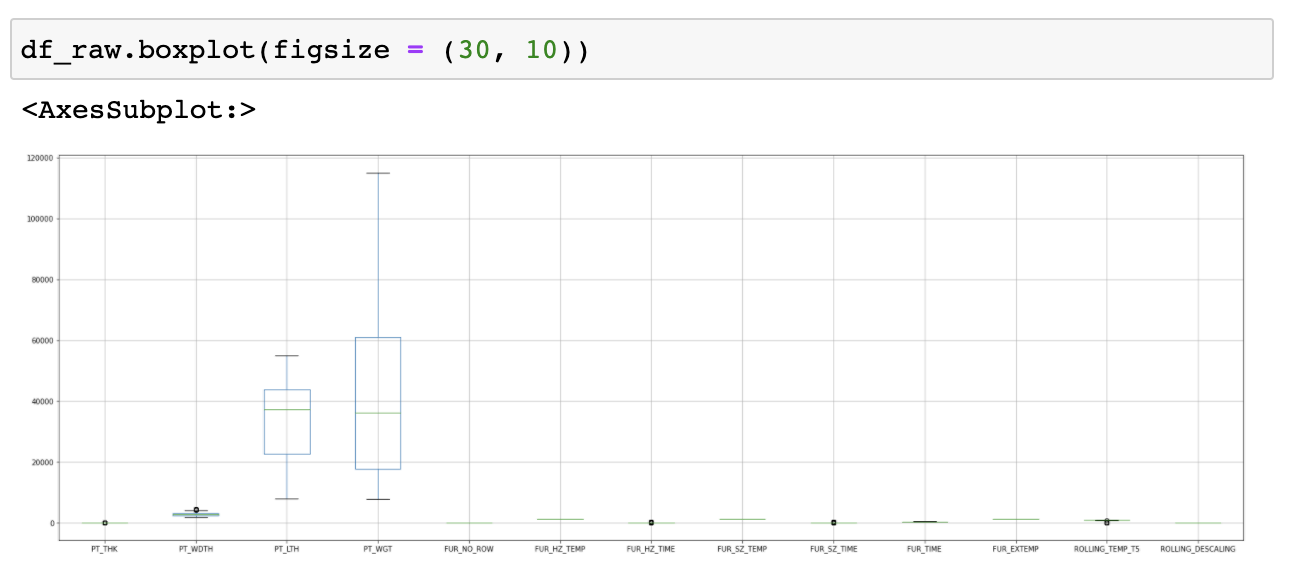 df_raw.boxplot(figsize = (30, 10))
<AxesSubplot:>
120000
100000
80000
60000
40000
20000
0
PT_THK PT_WDTH PT_LTH PT_WGT FUR_NO_ROW FUR_HZ_TEMP FUR_HZ_TIME FUR_SZ_TEMP FUR_SZ_TIME FUR_TIME FUR_EXTEMP ROLLING_TEMP_T5 ROLLING_DESCALING